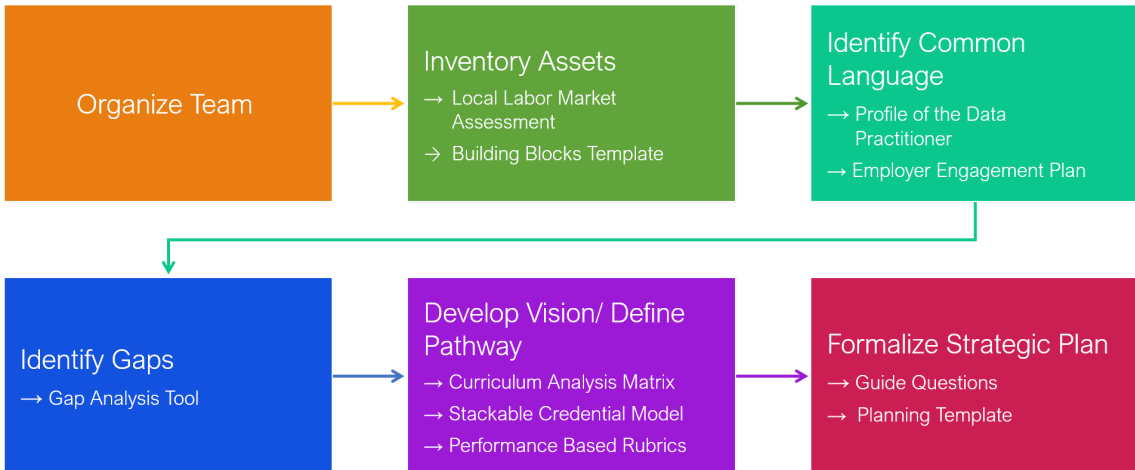 Organize Team
Inventory Assets
→ Local Labor Market
Assessment
→ Building Blocks Template
Identify Common
Language
→ Profile of the Data
Practitioner
→ Employer Engagement Plan
Identify Gaps
→ Gap Analysis Tool
Develop Vision/ Define
Pathway
→ Curriculum Analysis Matrix
→ Stackable Credential Model
→ Performance Based Rubrics
Formalize Strategic Plan
→ Guide Questions
→ Planning Template